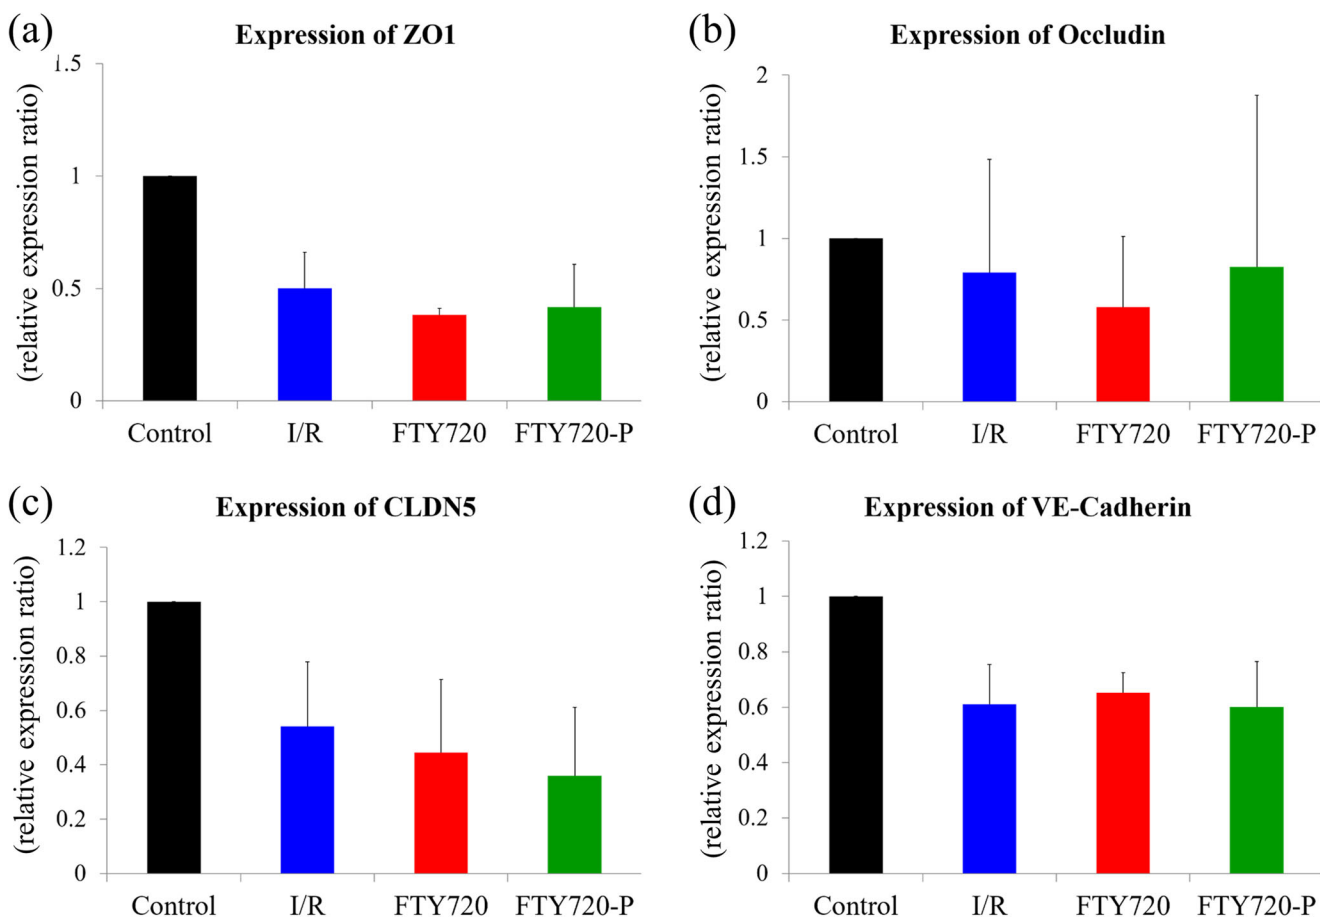 (a)
Expression of ZO1
(relative expression ratio)
1.5
1
0.5
0
Control
I/R
FTY720
FTY720-P
(b)
Expression of Occludin
(relative expression ratio)
2
1.5
1
0.5
0
Control
I/R
FTY720
FTY720-P
(c)
Expression of CLDN5
(relative expression ratio)
1.2
1
0.8
0.6
0.4
0.2
0
Control
I/R
FTY720
FTY720-P
(d)
Expression of VE-Cadherin
(relative expression ratio)
1.2
1
0.8
0.6
0.4
0.2
0
Control
I/R
FTY720
FTY720-P